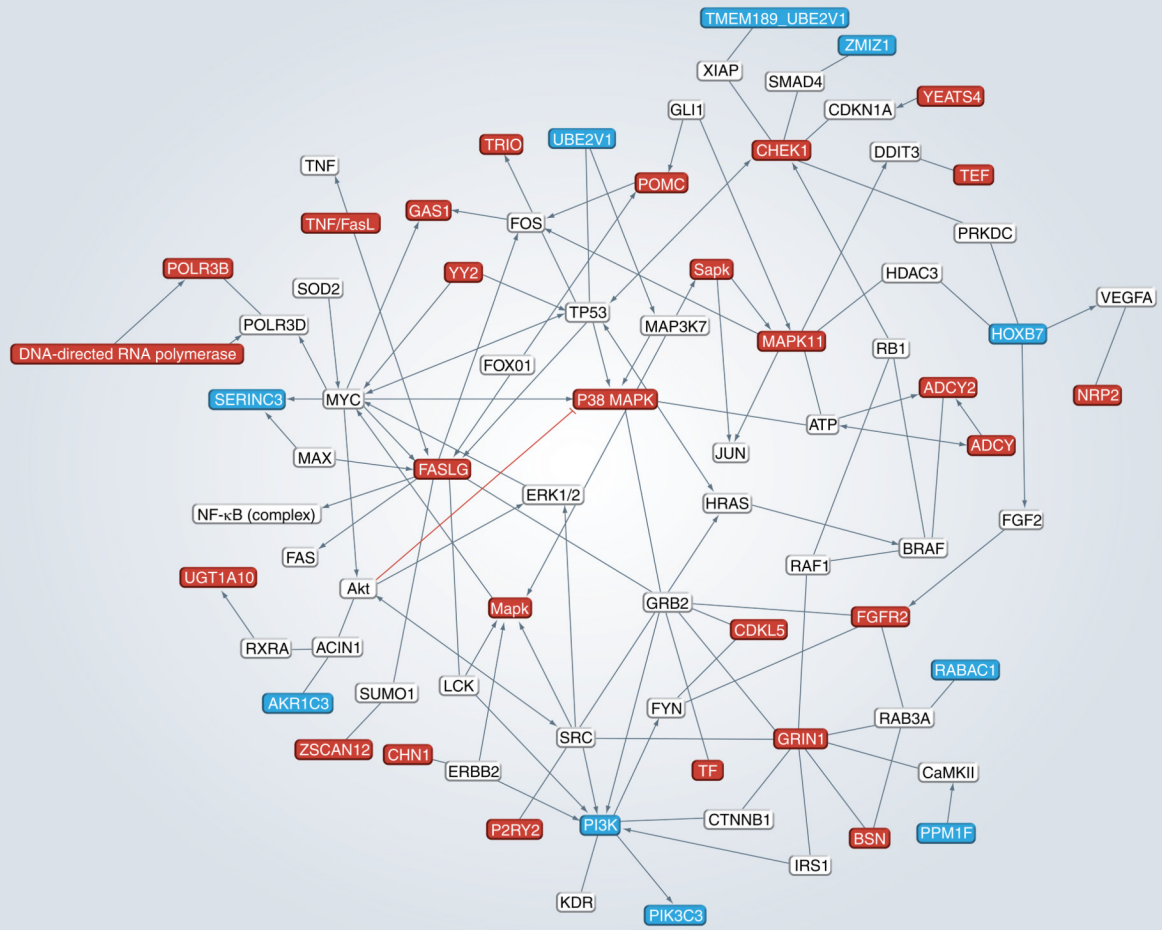 TMEM189_UBE2V1
ZMIZ1
XIAP
SMAD4
YEATS4
GLI1
CDKN1A
UBE2V1
TRIO
CHEK1
DDIT3
TNF
TEF
POMC
GAS1
TNF/FasL
FOS
PRKDC
POLR3B
YY2
Sapk
HDAC3
SOD2
VEGFA
POLR3D
TP53
MAP3K7
HOXB7
MAPK11
RB1
DNA-directed RNA polymerase
FOX01
ADCY2
NRP2
SERINC3
MYC
P38 MAPK
ATP
ADCY
JUN
MAX
FASLG
ERK1/2
HRAS
NF-κB (complex)
FGF2
BRAF
FAS
RAF1
UGT1A10
Akt
GRB2
Mapk
FGFR2
CDKL5
RXRA
ACIN1
RABAC1
LCK
SUMO1
AKR1C3
FYN
RAB3A
SRC
GRIN1
ZSCAN12
CHN1
ERBB2
TF
CaMKII
CTNNB1
P2RY2
PI3K
PPM1F
BSN
IRS1
KDR
PIK3C3